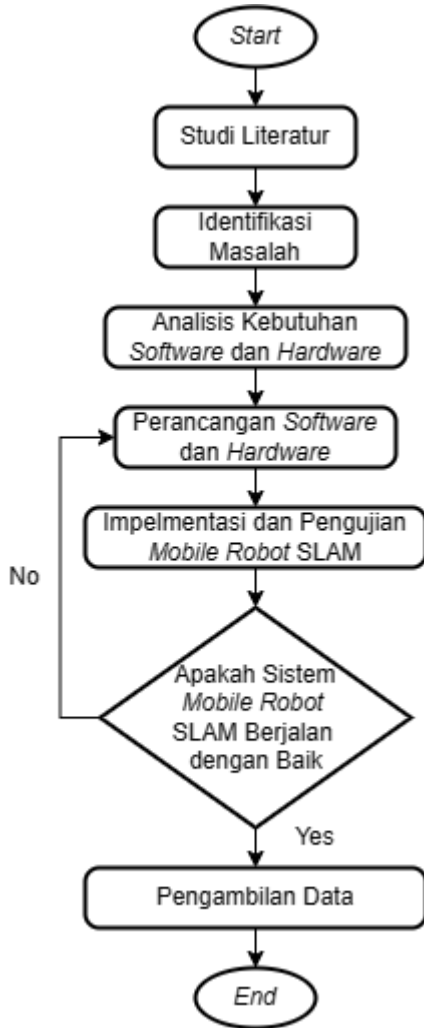 Start
Studi Literatur
Identifikasi
Masalah
Analisis Kebutuhan
Software dan Hardware
Perancangan Software
dan Hardware
Impelmentasi dan Pengujian
Mobile Robot SLAM
No
Apakah Sistem
Mobile Robot
SLAM Berjalan
dengan Baik
Yes
Pengambilan Data
End